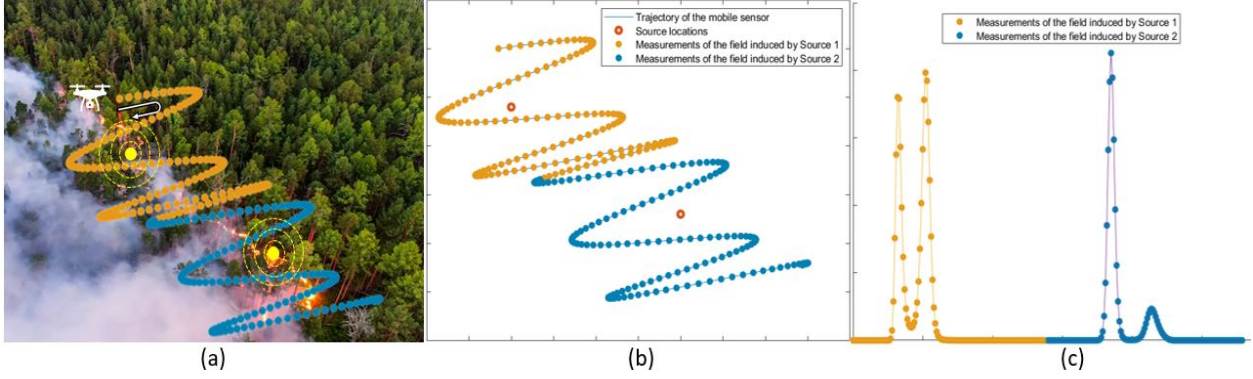 Trajectory of the mobile sensor
Source locations
Measurements of the field induced by Source 1
Measurements of the field induced by Source 2
Measurements of the field induced by Source 1
Measurements of the field induced by Source 2
(a)
(b)
(c)